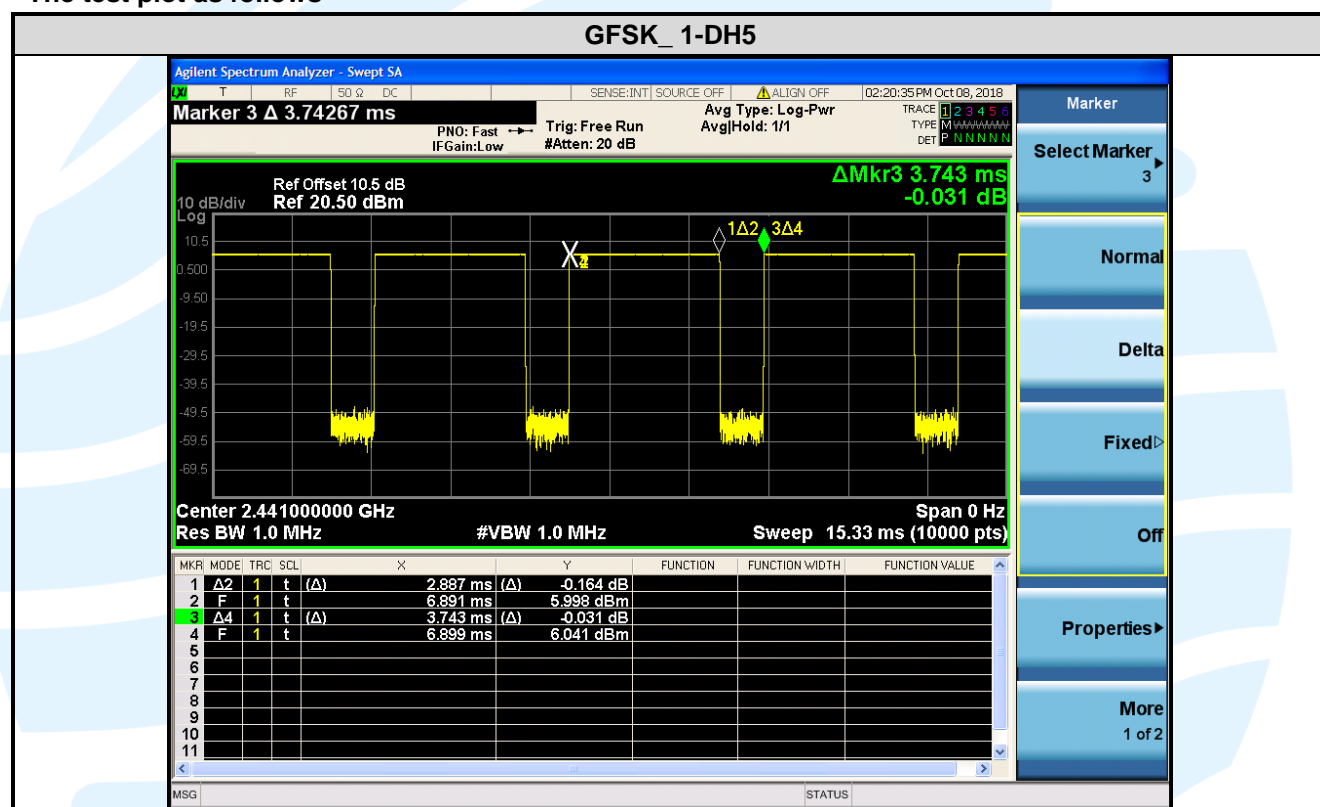 The test plot as follows
GFSK_ 1-DH5
Agilent Spectrum Analyzer - Swept SA
LXI T RF 50 Ω DC SENSE:INT SOURCE OFF ⚠ALIGN OFF 02:20:35 PM Oct 08, 2018
Marker 3 Δ 3.74267 ms
PNO: Fast
IFGain:Low
Trig: Free Run
#Atten: 20 dB
Avg Type: Log-Pwr
Avg|Hold: 1/1
TRACE 1 2 3 4 5 6
TYPE M WWWWW
DET P N N N N N
ΔMkr3 3.743 ms
-0.031 dB
Ref Offset 10.5 dB
10 dB/div Ref 20.50 dBm
Log
1Δ2 3Δ4
10.5
0.500
-9.50
-19.5
-29.5
-39.5
-49.5
-59.5
-69.5
Center 2.441000000 GHz Span 0 Hz
Res BW 1.0 MHz #VBW 1.0 MHz Sweep 15.33 ms (10000 pts)
MKR MODE TRC SCL X Y FUNCTION FUNCTION WIDTH FUNCTION VALUE
1 Δ2 1 t (Δ) 2.887 ms (Δ) -0.164 dB
2 F 1 t 6.891 ms 5.998 dBm
3 Δ4 1 t (Δ) 3.743 ms (Δ) -0.031 dB
4 F 1 t 6.899 ms 6.041 dBm
5
6
7
8
9
10
11
MSG STATUS
Marker
Select Marker
3
Normal
Delta
Fixed
Off
Properties
More
1 of 2